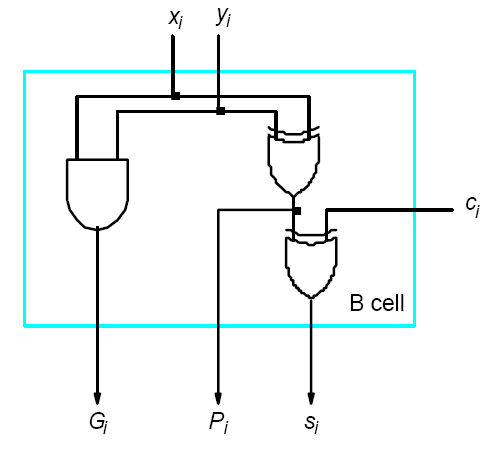 xᵢ yᵢ
cᵢ
B cell
Gᵢ Pᵢ sᵢ